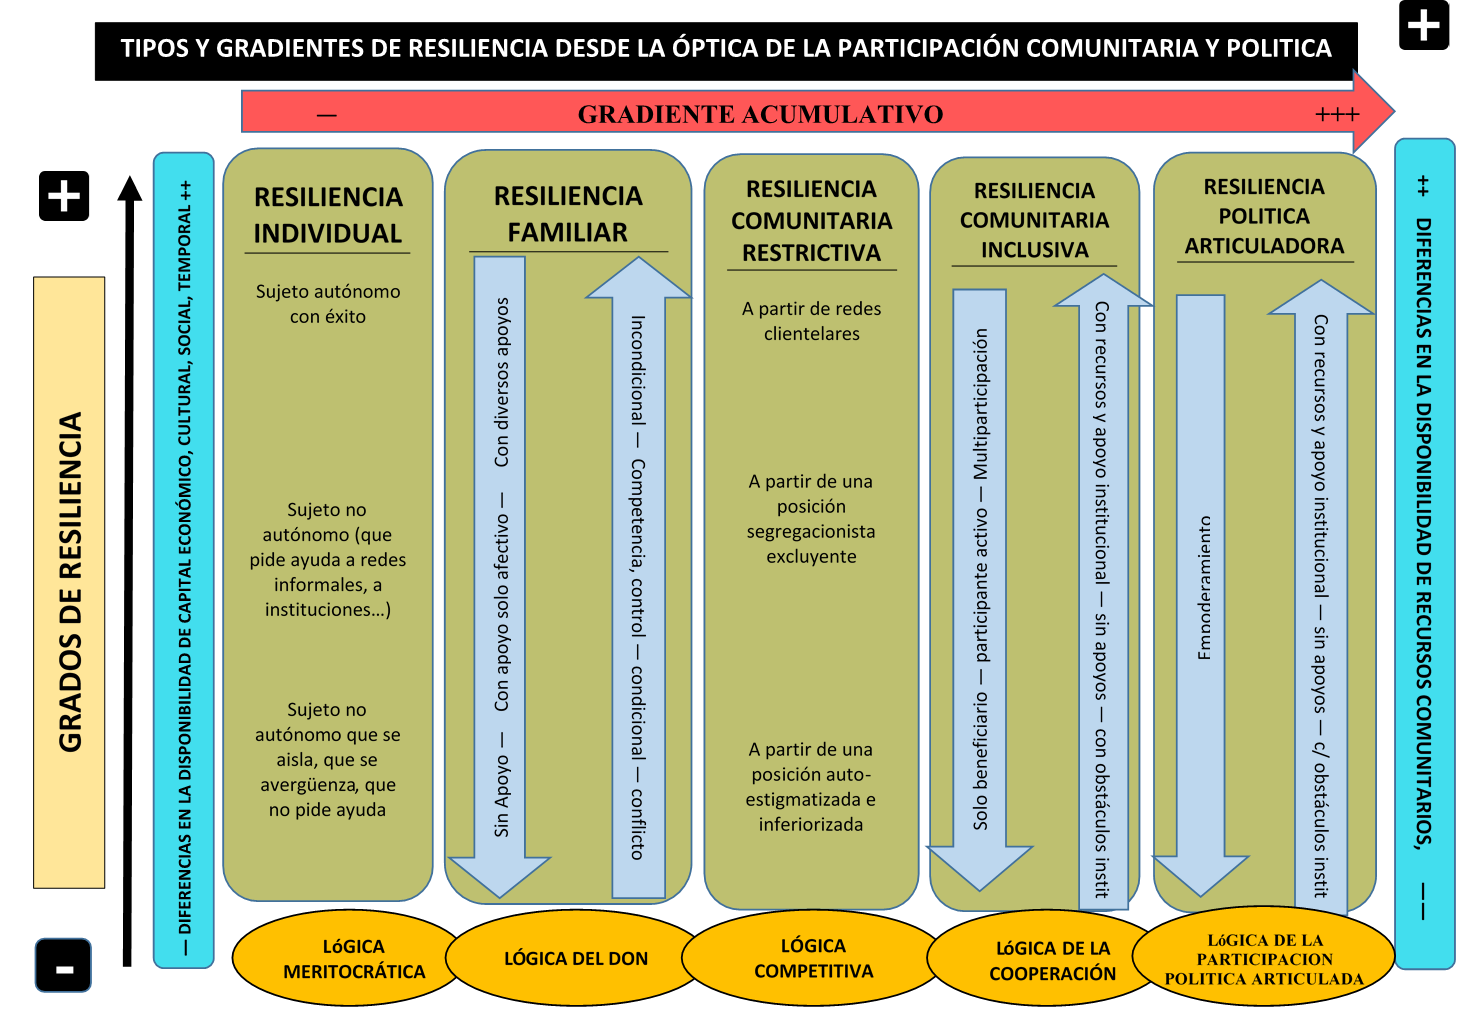 TIPOS Y GRADIENTES DE RESILIENCIA DESDE LA ÓPTICA DE LA PARTICIPACIÓN COMUNITARIA Y POLITICA
+
— GRADIENTE ACUMULATIVO +++
+
GRADOS DE RESILIENCIA
-
— DIFERENCIAS EN LA DISPONIBILIDAD DE CAPITAL ECONÓMICO, CULTURAL, SOCIAL, TEMPORAL ++
RESILIENCIA
INDIVIDUAL
Sujeto autónomo
con éxito
Sujeto no
autónomo (que
pide ayuda a redes
informales, a
instituciones...)
Sujeto no
autónomo que se
aisla, que se
avergüenza, que
no pide ayuda
LóGICA
MERITOCRÁTICA
RESILIENCIA
FAMILIAR
Sin Apoyo — Con apoyo solo afectivo — Con diversos apoyos
Incondicional — Competencia, control — condicional — conflicto
LÓGICA DEL DON
RESILIENCIA
COMUNITARIA
RESTRICTIVA
A partir de redes
clientelares
A partir de una
posición
segregacionista
excluyente
A partir de una
posición auto-
estigmatizada e
inferiorizada
LÓGICA
COMPETITIVA
RESILIENCIA
COMUNITARIA
INCLUSIVA
Solo beneficiario — participante activo — Multiparticipación
Con recursos y apoyo institucional — sin apoyos — con obstáculos instit
LóGICA DE LA
COOPERACIÓN
RESILIENCIA
POLITICA
ARTICULADORA
Empoderamiento
Con recursos y apoyo institucional — sin apoyos — c/ obstáculos instit
LóGICA DE LA
PARTICIPACION
POLITICA ARTICULADA
++ DIFERENCIAS EN LA DISPONIBILIDAD DE RECURSOS COMUNITARIOS, ——